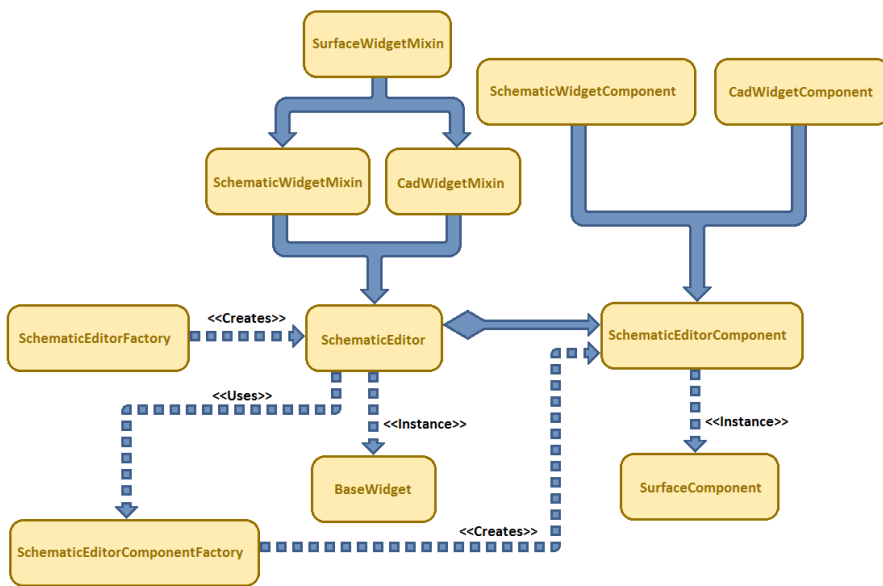 SurfaceWidgetMixin
SchematicWidgetComponent
CadWidgetComponent
SchematicWidgetMixin
CadWidgetMixin
<<Creates>>
SchematicEditorFactory
SchematicEditor
SchematicEditorComponent
<<Uses>>
<<Instance>>
<<Instance>>
BaseWidget
SurfaceComponent
<<Creates>>
SchematicEditorComponentFactory